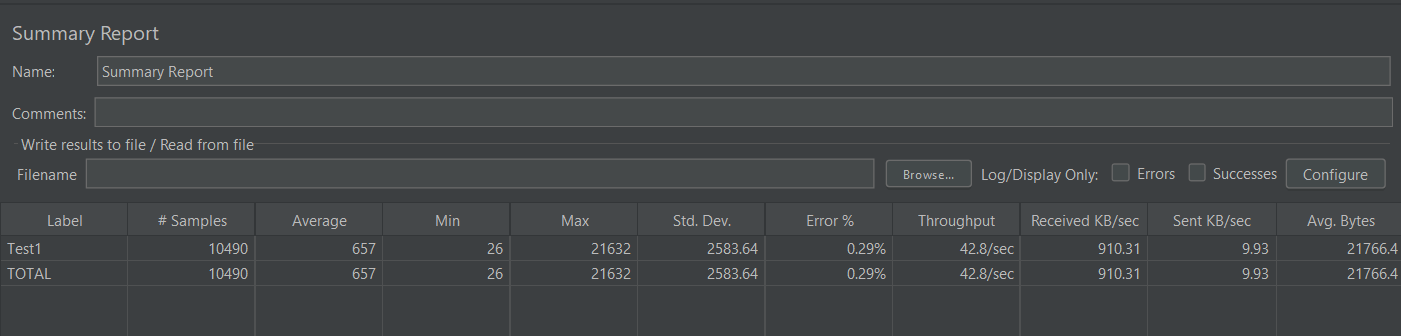 Summary Report
Name: Summary Report
Comments:
Write results to file / Read from file
Filename Browse... Log/Display Only: Errors Successes Configure
Label # Samples Average Min Max Std. Dev. Error % Throughput Received KB/sec Sent KB/sec Avg. Bytes
Test1 10490 657 26 21632 2583.64 0.29% 42.8/sec 910.31 9.93 21766.4
TOTAL 10490 657 26 21632 2583.64 0.29% 42.8/sec 910.31 9.93 21766.4